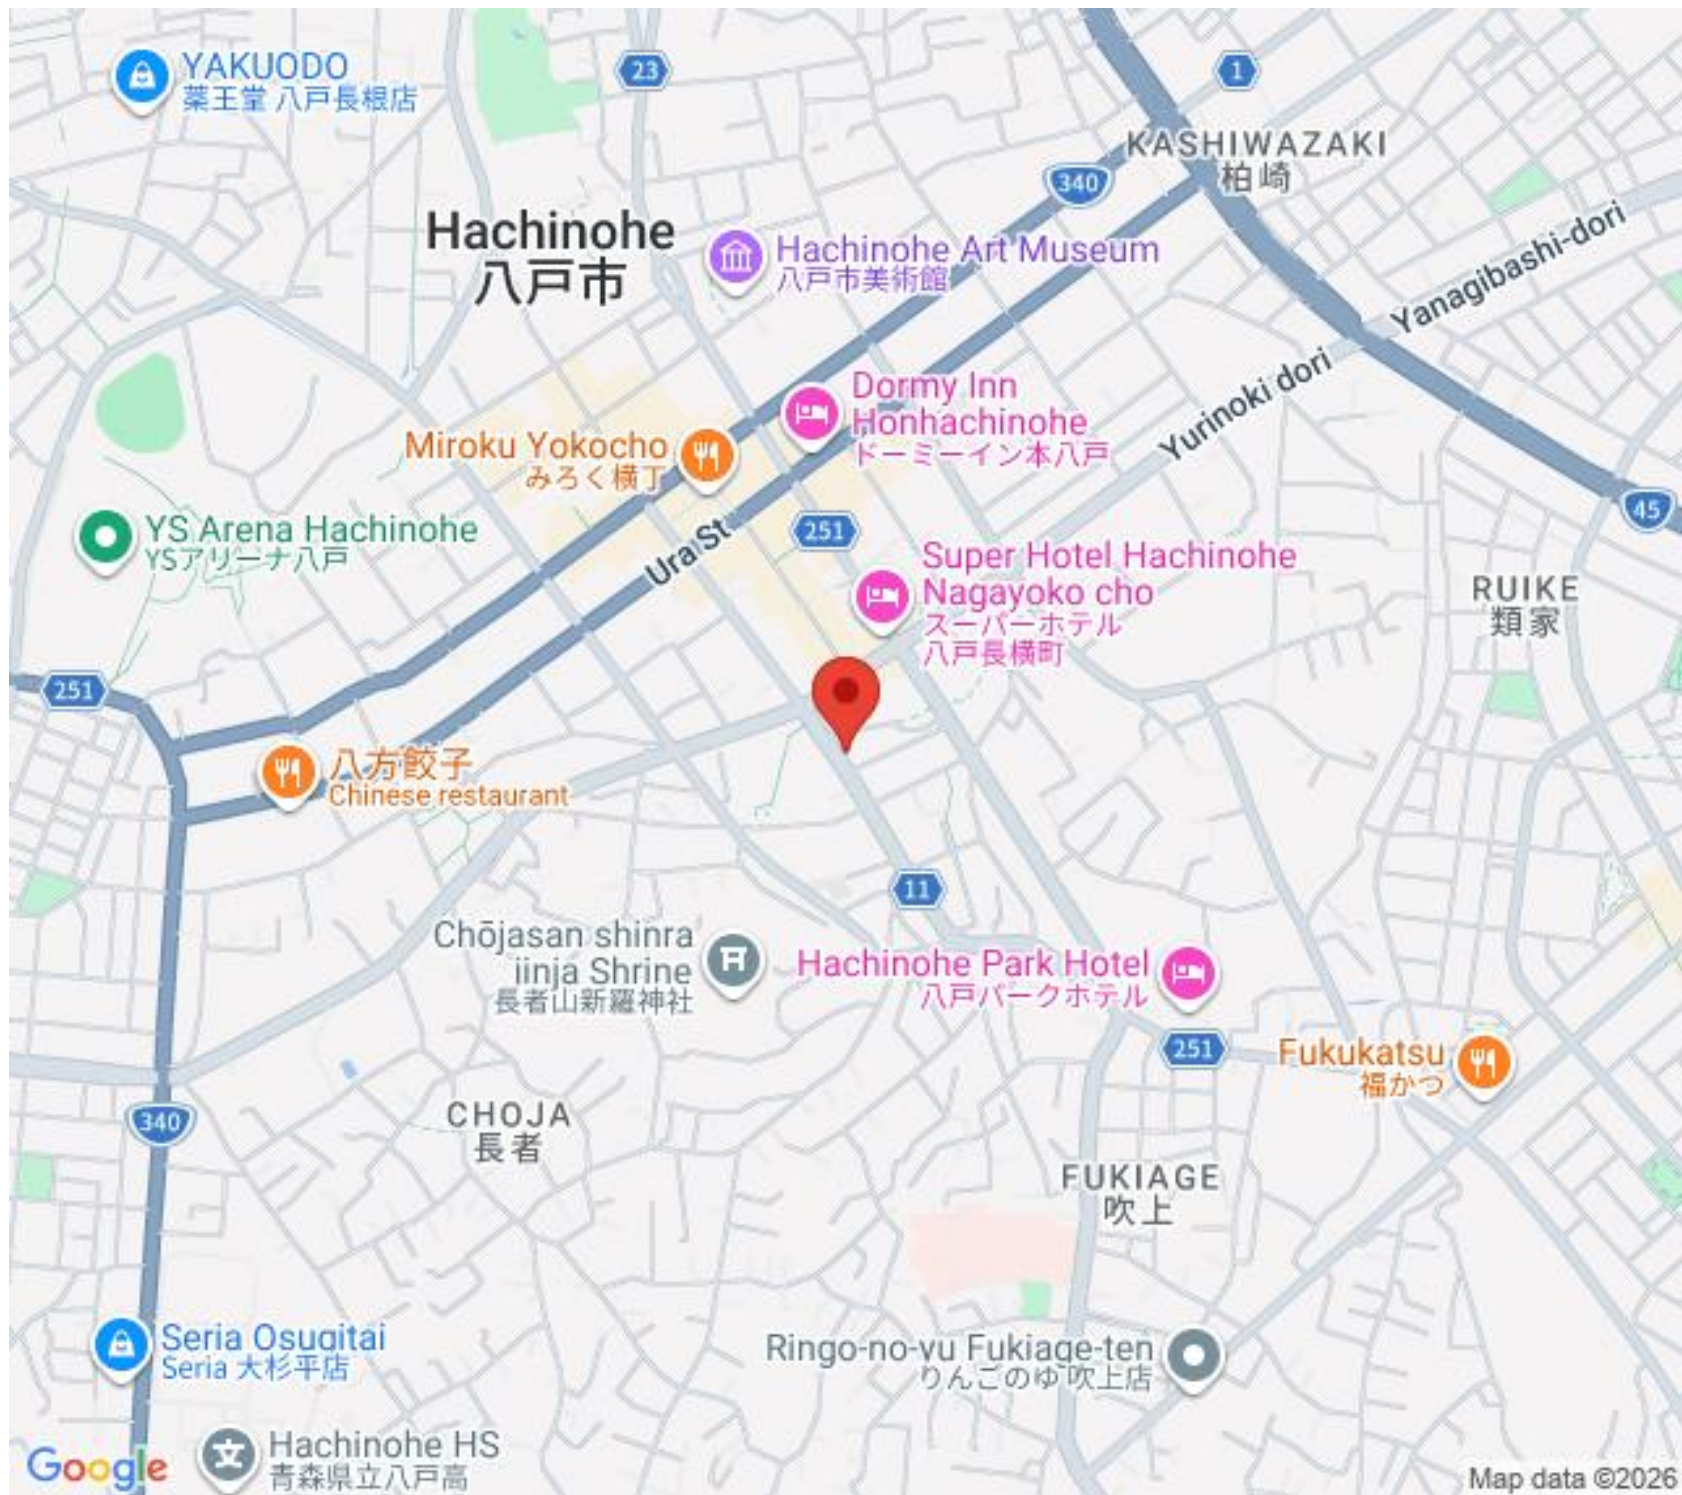 YAKUODO
薬王堂 八戸長根店
23
1
KASHIWAZAKI
柏崎
340
Hachinohe
八戸市
Hachinohe Art Museum
八戸市美術館
Yanagibashi-dori
Yurinoki dori
Dormy Inn
Honhachinohe
ドーミーイン本八戸
Miroku Yokocho
みろく横丁
YS Arena Hachinohe
YSアリーナ八戸
Ura St
251
45
Super Hotel Hachinohe
Nagayoko cho
スーパーホテル
八戸長横町
RUIKE
類家
251
八方餃子
Chinese restaurant
11
Chōjasan shinra
jinja Shrine
長者山新羅神社
Hachinohe Park Hotel
八戸パークホテル
251
Fukukatsu
福かつ
340
CHOJA
長者
FUKIAGE
吹上
Seria Osugitai
Seria 大杉平店
Ringo-no-yu Fukiage-ten
りんごのゆ 吹上店
Hachinohe HS
青森県立八戸高
Google
Map data ©2026